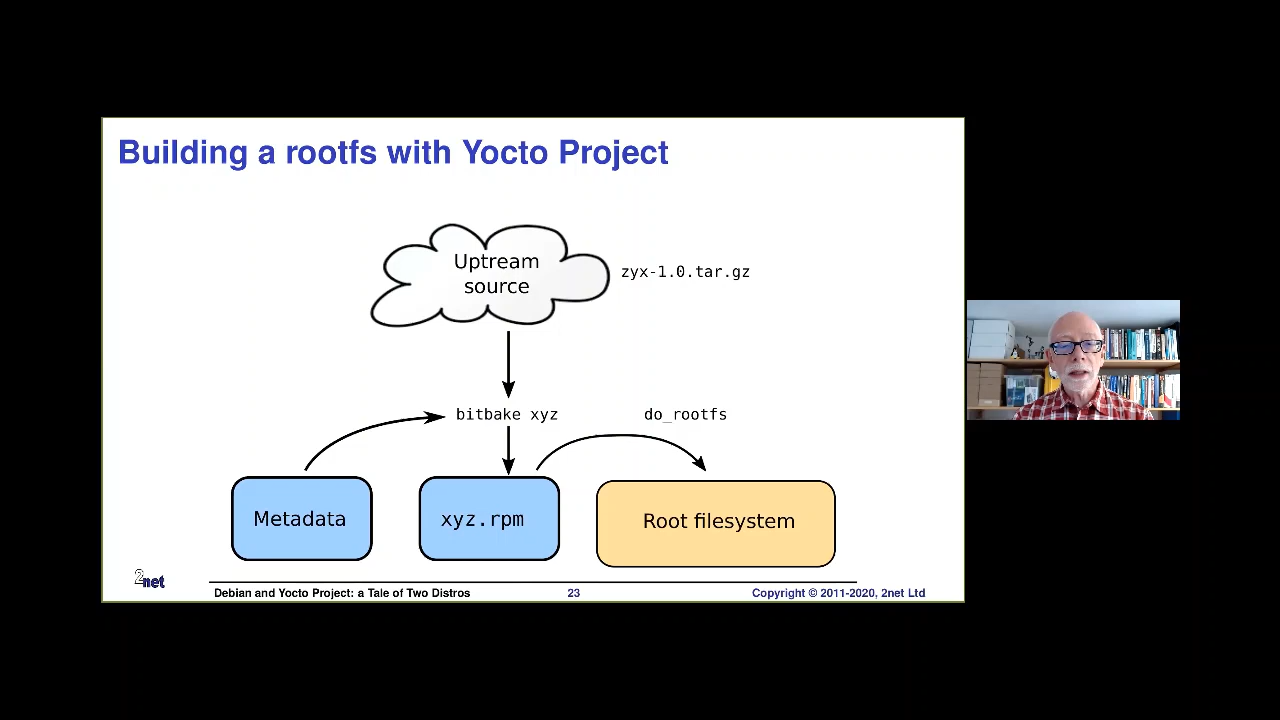 Building a rootfs with Yocto Project
Uptream
source
zyx-1.0.tar.gz
bitbake xyz
do_rootfs
Metadata
xyz.rpm
Root filesystem
2net
Debian and Yocto Project: a Tale of Two Distros
23
Copyright © 2011-2020, 2net Ltd